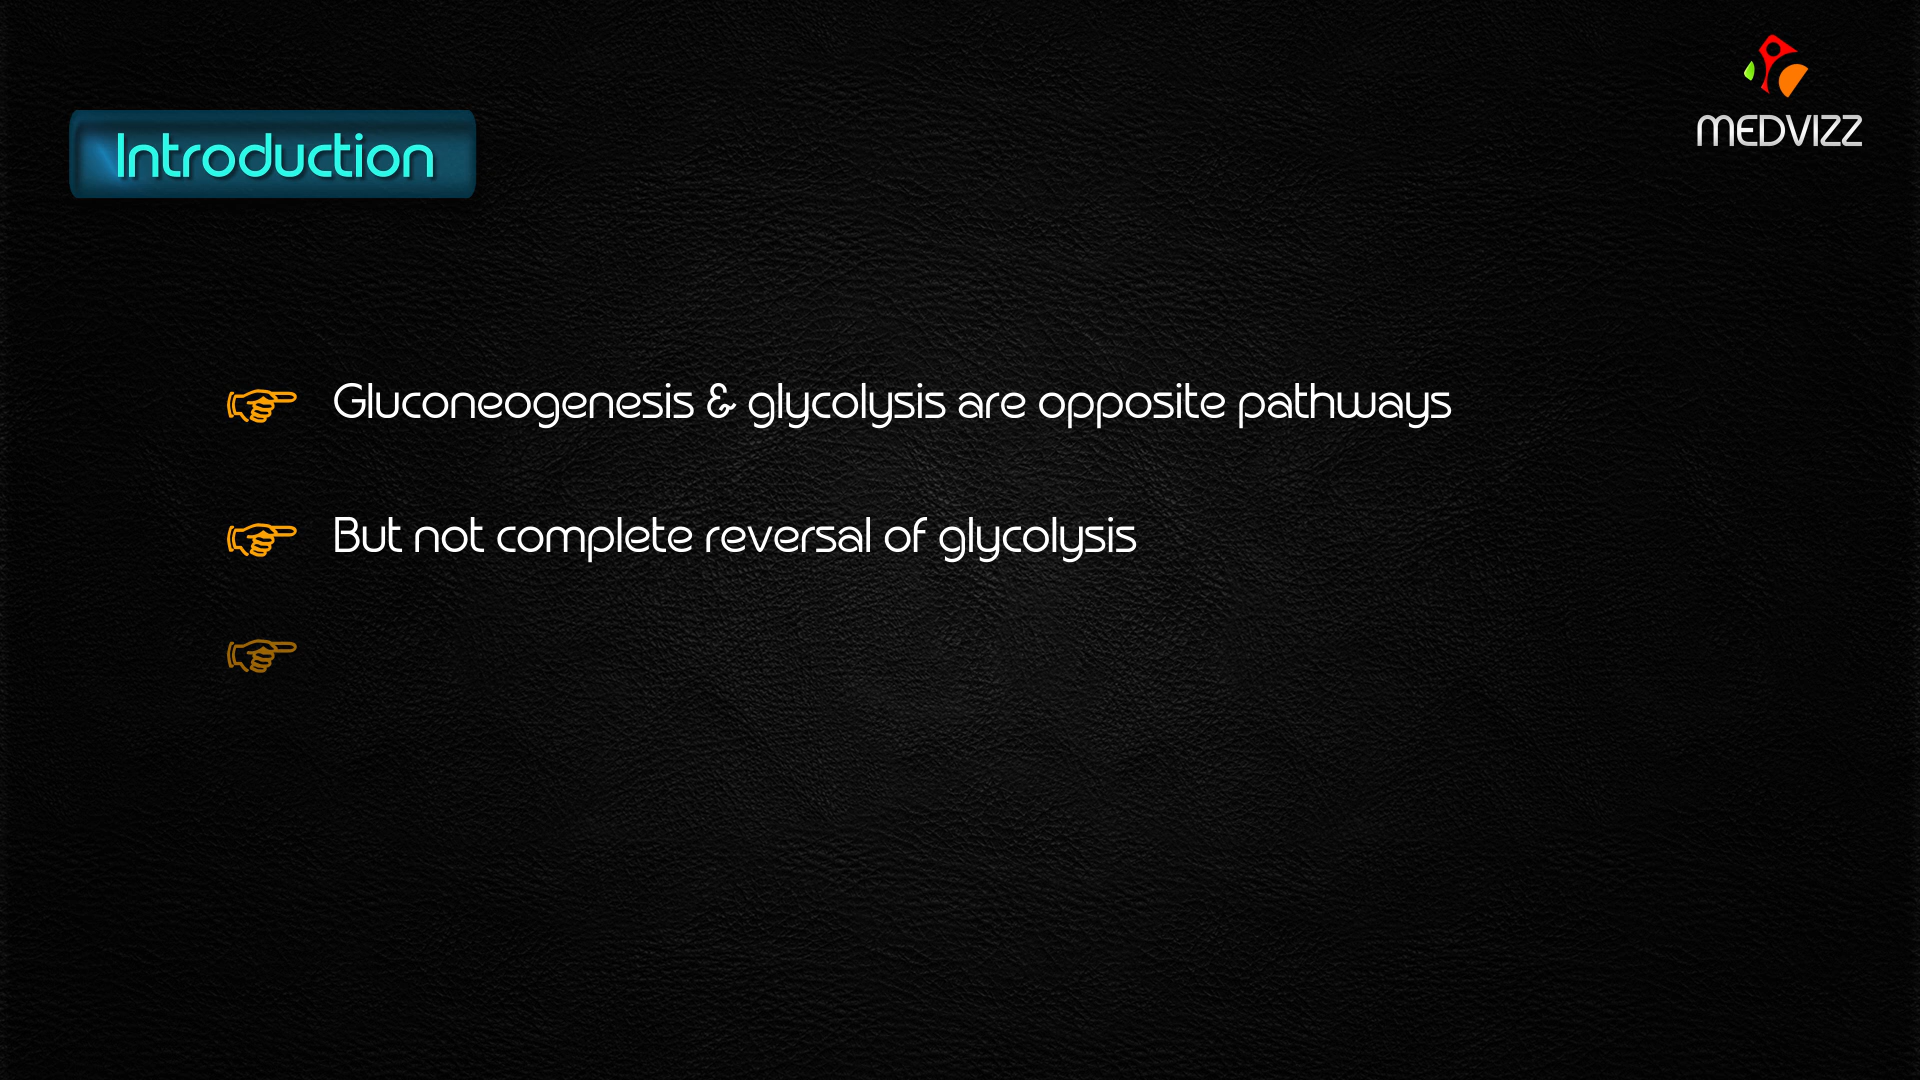 MEDVIZZ
Introduction
☞ Gluconeogenesis & glycolysis are opposite pathways
☞ But not complete reversal of glycolysis
☞